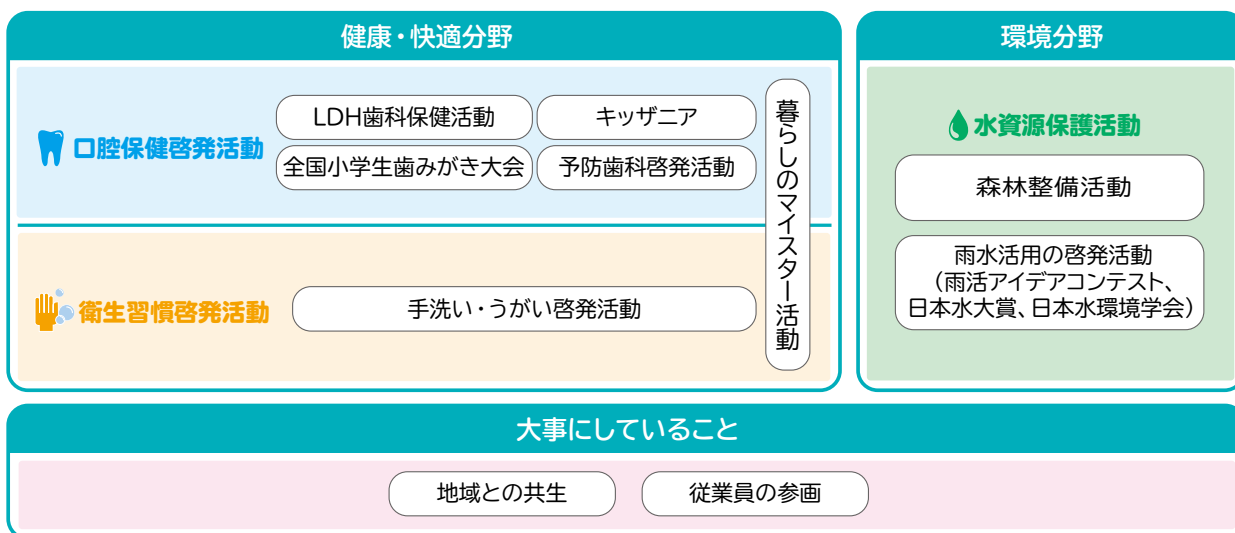 健康・快適分野
口腔保健啓発活動
LDH歯科保健活動
キッザニア
全国小学生歯みがき大会
予防歯科啓発活動
暮らしのマイスター活動
衛生習慣啓発活動
手洗い・うがい啓発活動
環境分野
水資源保護活動
森林整備活動
雨水活用の啓発活動
(雨活アイデアコンテスト、
日本水大賞、日本水環境学会)
大事にしていること
地域との共生
従業員の参画